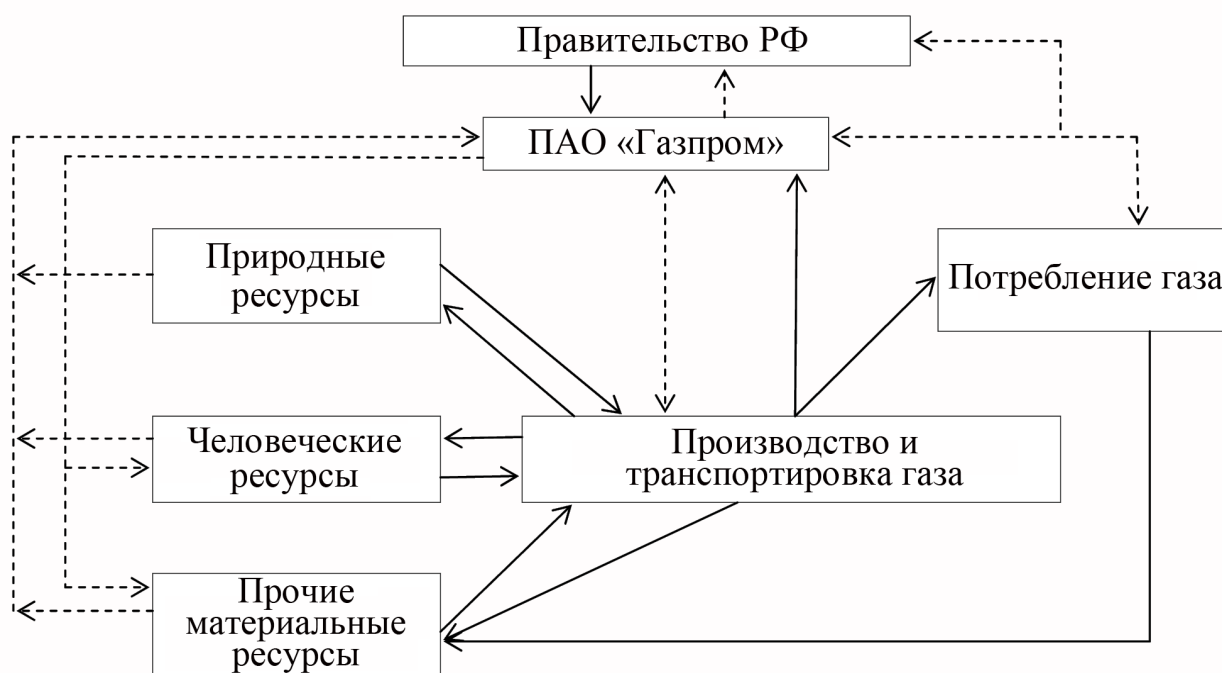 Правительство РФ
ПАО «Газпром»
Природные
ресурсы
Потребление газа
Человеческие
ресурсы
Производство и
транспортировка газа
Прочие
материальные
ресурсы